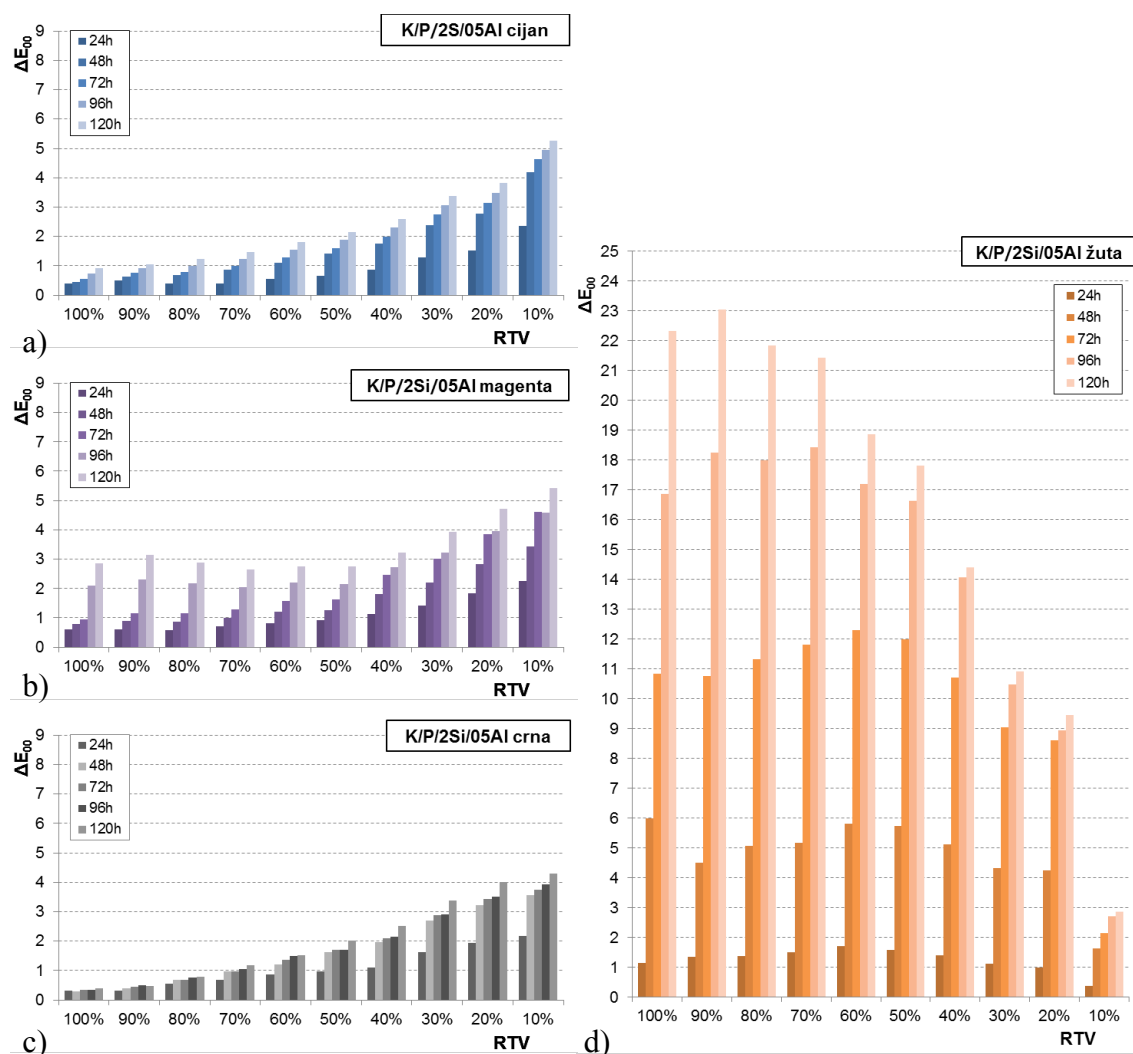 K/P/2S/05Al cijan
ΔE00
9
8
7
6
5
4
3
2
1
0
24h
48h
72h
96h
120h
100% 90% 80% 70% 60% 50% 40% 30% 20% 10%
RTV
a)
K/P/2Si/05Al magenta
ΔE00
9
8
7
6
5
4
3
2
1
0
24h
48h
72h
96h
120h
100% 90% 80% 70% 60% 50% 40% 30% 20% 10%
RTV
b)
K/P/2Si/05Al crna
ΔE00
9
8
7
6
5
4
3
2
1
0
24h
48h
72h
96h
120h
100% 90% 80% 70% 60% 50% 40% 30% 20% 10%
RTV
c)
K/P/2Si/05Al žuta
ΔE00
25
24
23
22
21
20
19
18
17
16
15
14
13
12
11
10
9
8
7
6
5
4
3
2
1
0
24h
48h
72h
96h
120h
100% 90% 80% 70% 60% 50% 40% 30% 20% 10%
RTV
d)